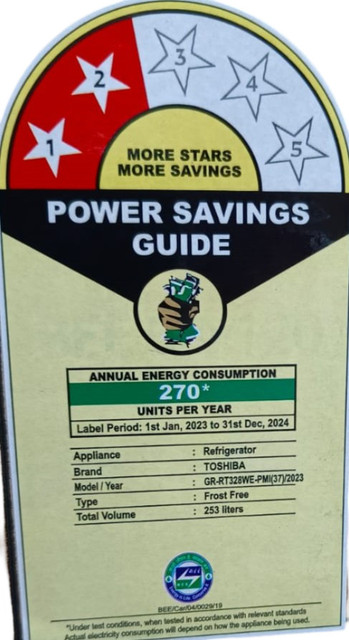 1 2 3 4 5
MORE STARS
MORE SAVINGS
POWER SAVINGS
GUIDE
ANNUAL ENERGY CONSUMPTION
270*
UNITS PER YEAR
Label Period: 1st Jan, 2023 to 31st Dec, 2024
Appliance : Refrigerator
Brand : TOSHIBA
Model / Year : GR-RT328WE-PMI(37)/2023
Type : Frost Free
Total Volume : 253 liters
BEE/Car/04/0029/19
*Under test conditions, when tested in accordance with relevant standards
Actual electricity consumption will depend on how the appliance being used.